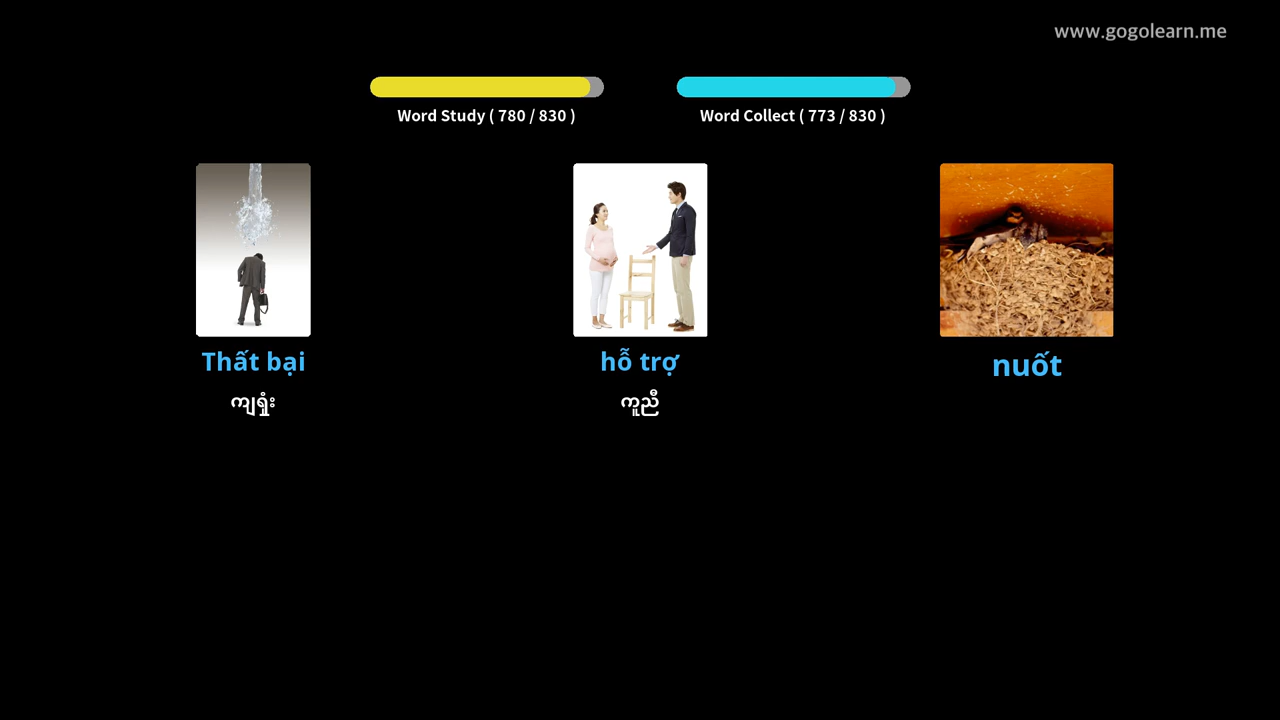 www.gogolearn.me
Word Study ( 780 / 830 )
Word Collect ( 773 / 830 )
Thất bại
hỗ trợ
nuốt
ကျရှုံး
ကူညီ